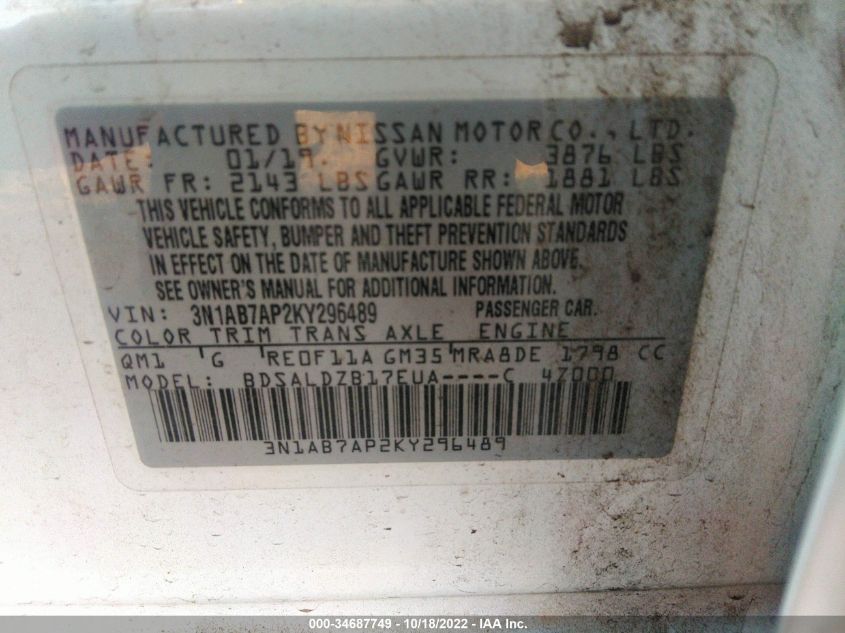 MANUFACTURED BY NISSAN MOTOR CO., LTD.
DATE: 01/19 GVWR: 3876 LBS
GAWR FR: 2143 LBS GAWR RR: 1881 LBS
THIS VEHICLE CONFORMS TO ALL APPLICABLE FEDERAL MOTOR
VEHICLE SAFETY, BUMPER AND THEFT PREVENTION STANDARDS
IN EFFECT ON THE DATE OF MANUFACTURE SHOWN ABOVE.
SEE OWNER'S MANUAL FOR ADDITIONAL INFORMATION.
VIN: 3N1AB7AP2KY296489 PASSENGER CAR.
COLOR TRIM TRANS AXLE ENGINE
QM1 G RE0F11A GM35 MRA8DE 1798 CC
MODEL: BDSALDZB17EUA----C 4Z000
3N1AB7AP2KY296489
000-34687749 - 10/18/2022 - IAA Inc.